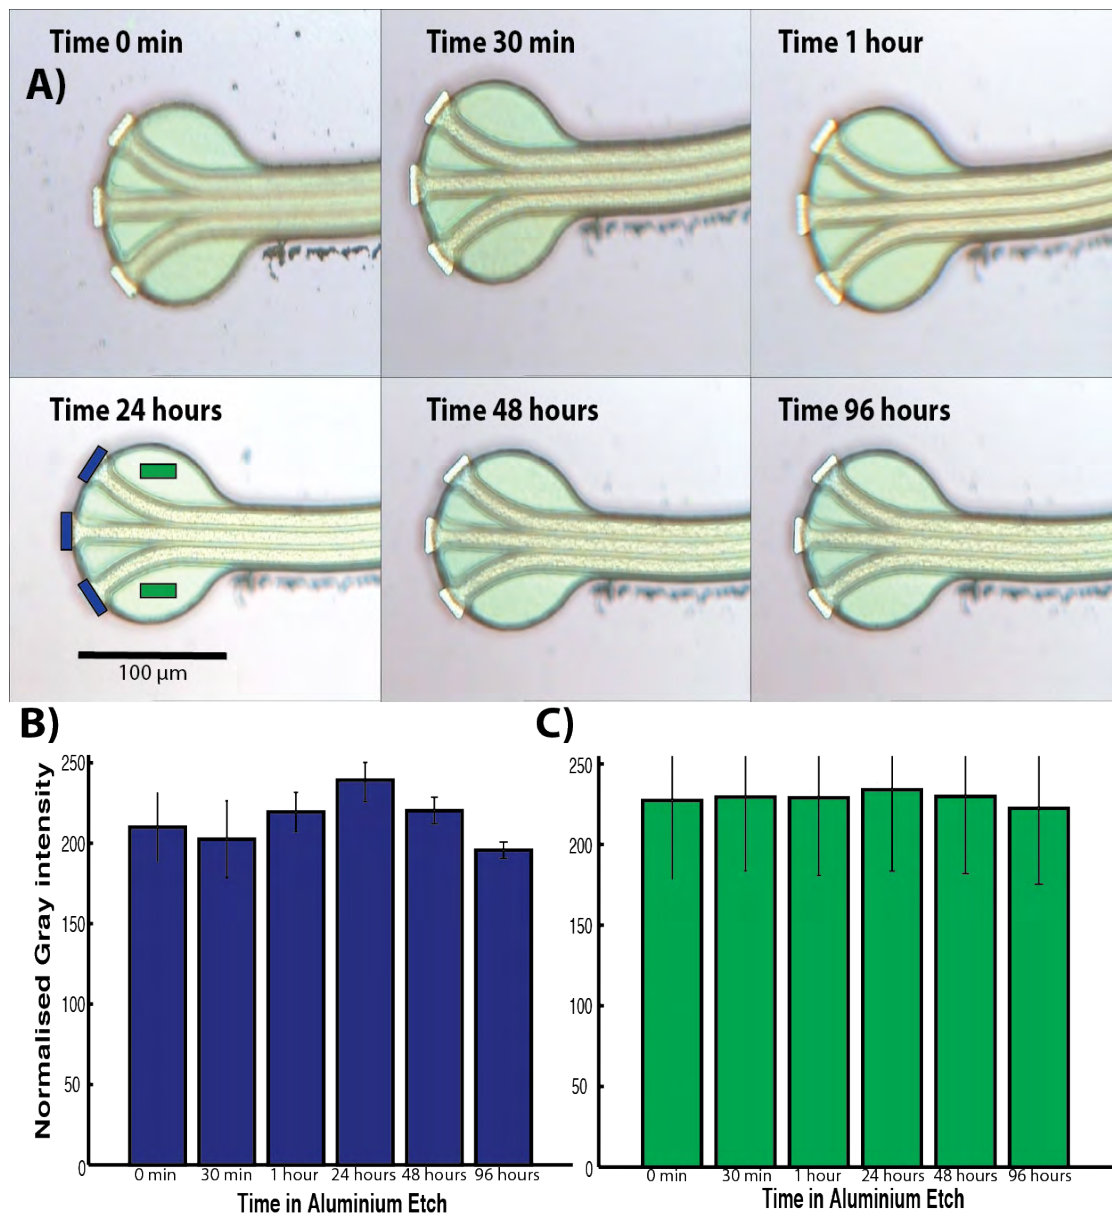 Time 0 min
Time 30 min
Time 1 hour
A)
Time 24 hours
Time 48 hours
Time 96 hours
100 μm
B)
Normalised Gray intensity
250
200
150
100
50
0
0 min
30 min
1 hour
24 hours
48 hours
96 hours
Time in Aluminium Etch
C)
250
200
150
100
50
0
0 min
30 min
1 hour
24 hours
48 hours
96 hours
Time in Aluminium Etch